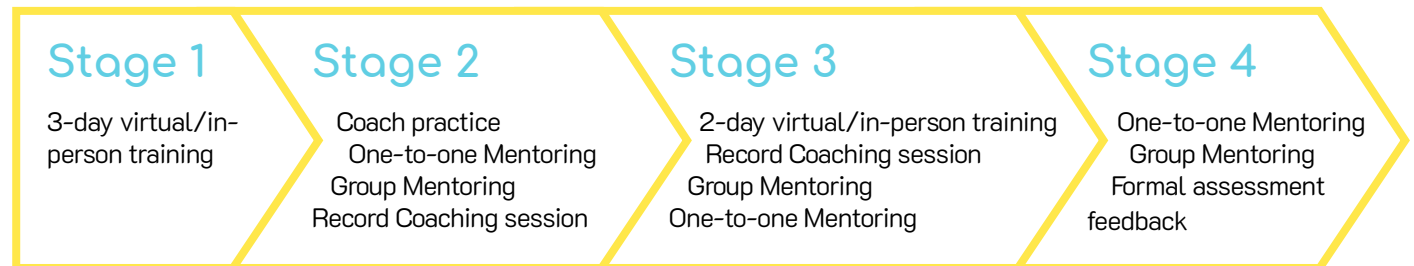 Stage 1
3-day virtual/in-
person training
Stage 2
Coach practice
One-to-one Mentoring
Group Mentoring
Record Coaching session
Stage 3
2-day virtual/in-person training
Record Coaching session
Group Mentoring
One-to-one Mentoring
Stage 4
One-to-one Mentoring
Group Mentoring
Formal assessment
feedback